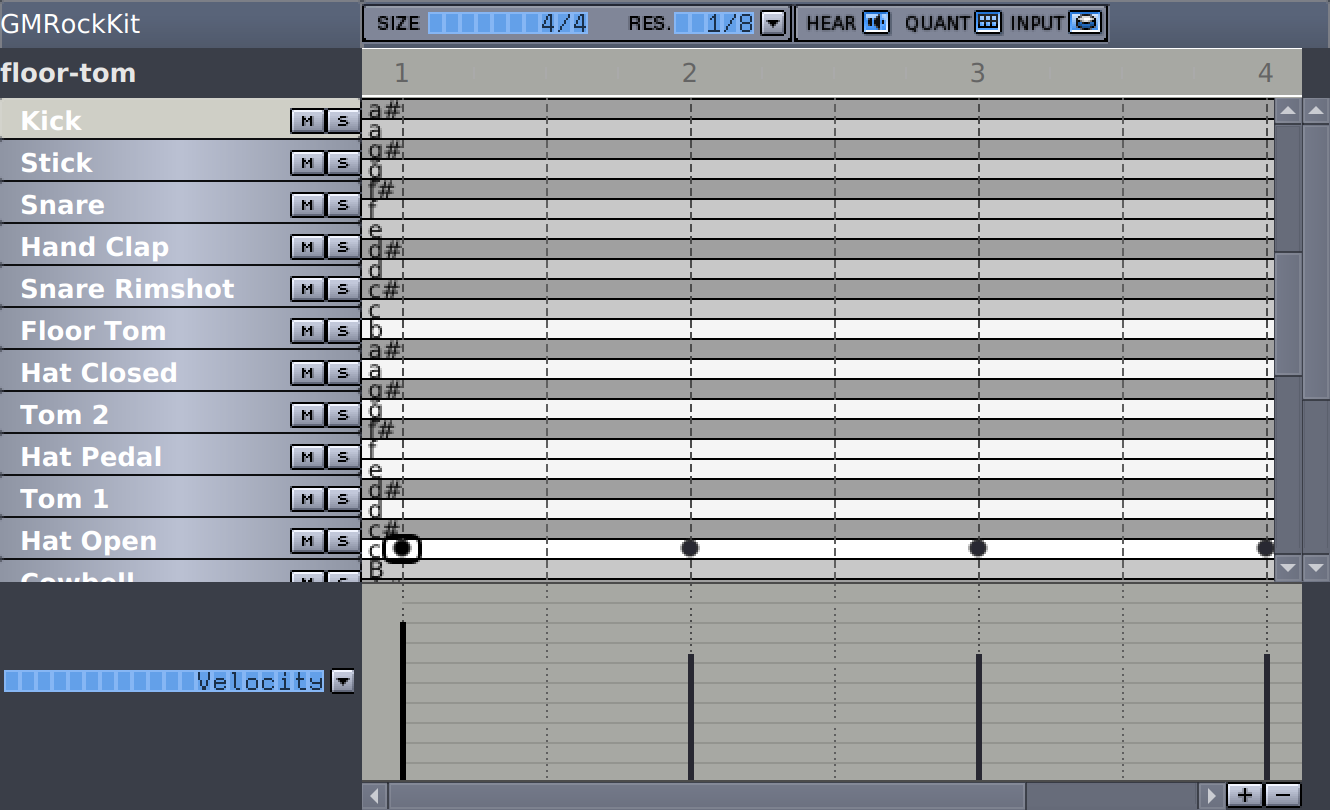 GMRockKit
SIZE 4/4 RES. 1/8 HEAR QUANT INPUT
floor-tom
1 2 3 4
Kick M S
Stick M S
Snare M S
Hand Clap M S
Snare Rimshot M S
Floor Tom M S
Hat Closed M S
Tom 2 M S
Hat Pedal M S
Tom 1 M S
Hat Open M S
Cowbell
a#
a
g#
g
f#
f
e
d#
d
c#
c
b
a#
a
g#
g
f#
f
e
d#
d
c#
c
B
Velocity
+ −